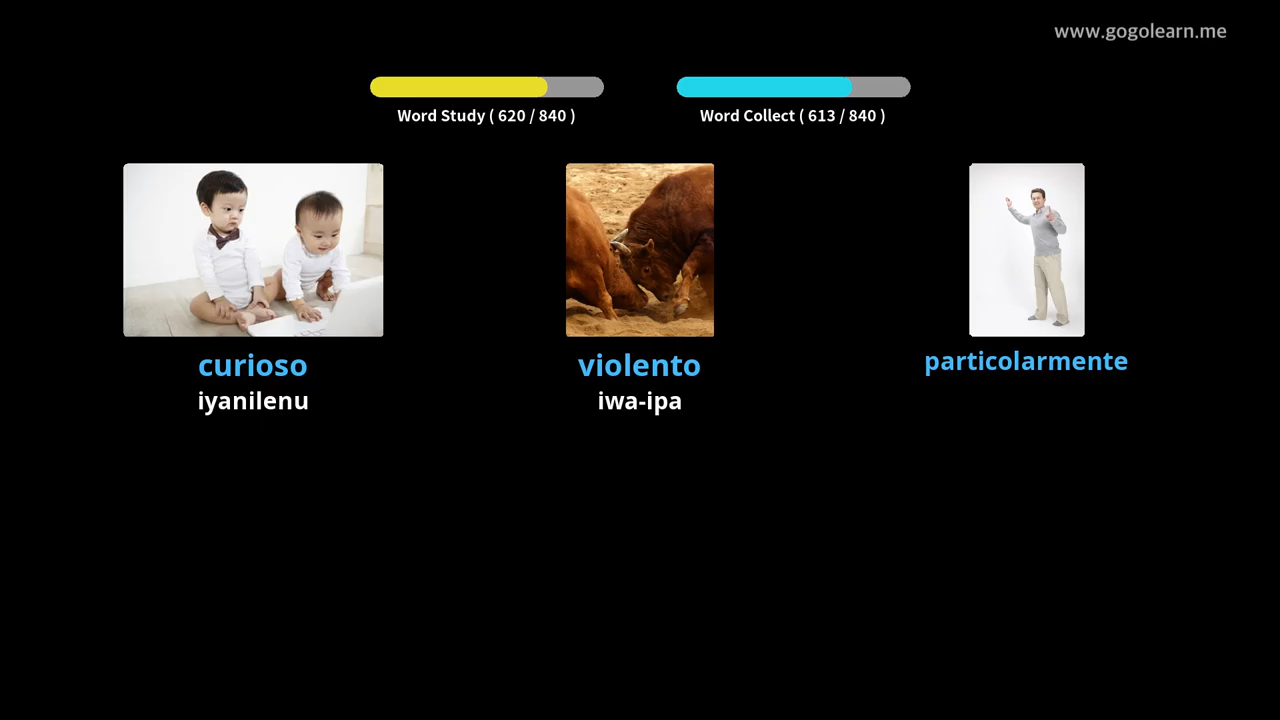 www.gogolearn.me
Word Study ( 620 / 840 )
Word Collect ( 613 / 840 )
curioso
iyanilenu
violento
iwa-ipa
particolarmente